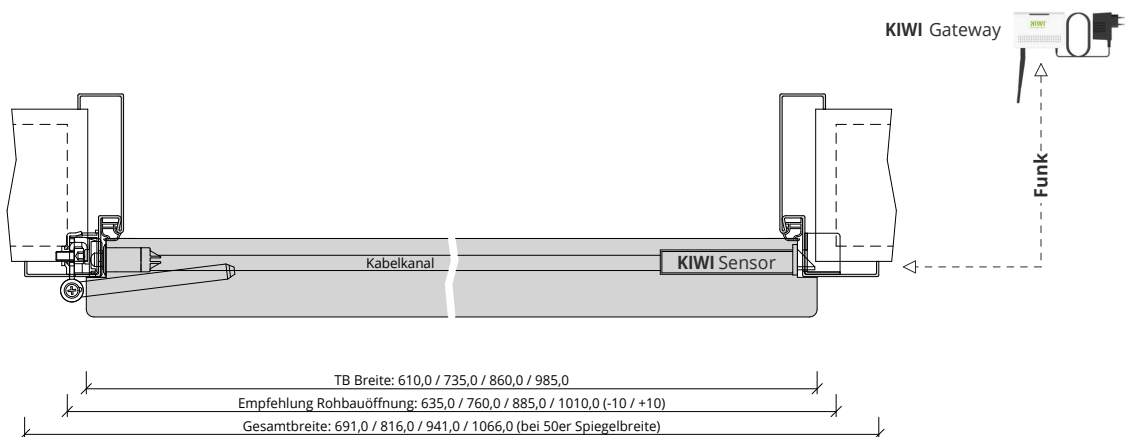 KIWI Gateway
KIWI
Funk
Kabelkanal
KIWI Sensor
TB Breite: 610,0 / 735,0 / 860,0 / 985,0
Empfehlung Rohbauöffnung: 635,0 / 760,0 / 885,0 / 1010,0 (-10 / +10)
Gesamtbreite: 691,0 / 816,0 / 941,0 / 1066,0 (bei 50er Spiegelbreite)